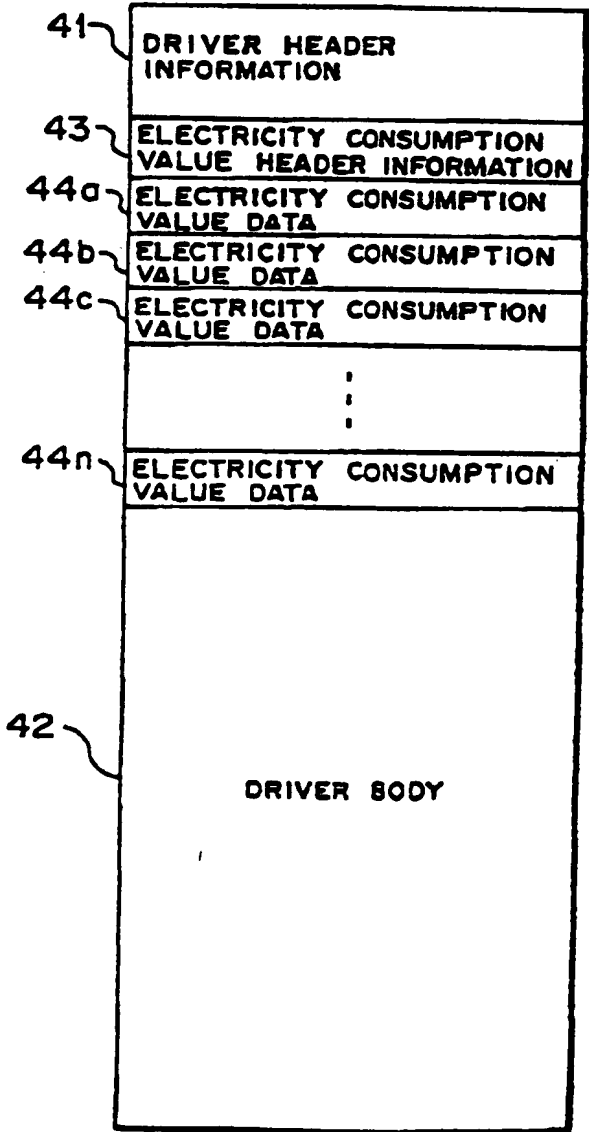 41
DRIVER HEADER
INFORMATION
43
ELECTRICITY CONSUMPTION
VALUE HEADER INFORMATION
44a
ELECTRICITY CONSUMPTION
VALUE DATA
44b
ELECTRICITY CONSUMPTION
VALUE DATA
44c
ELECTRICITY CONSUMPTION
VALUE DATA
44n
ELECTRICITY CONSUMPTION
VALUE DATA
42
DRIVER BODY